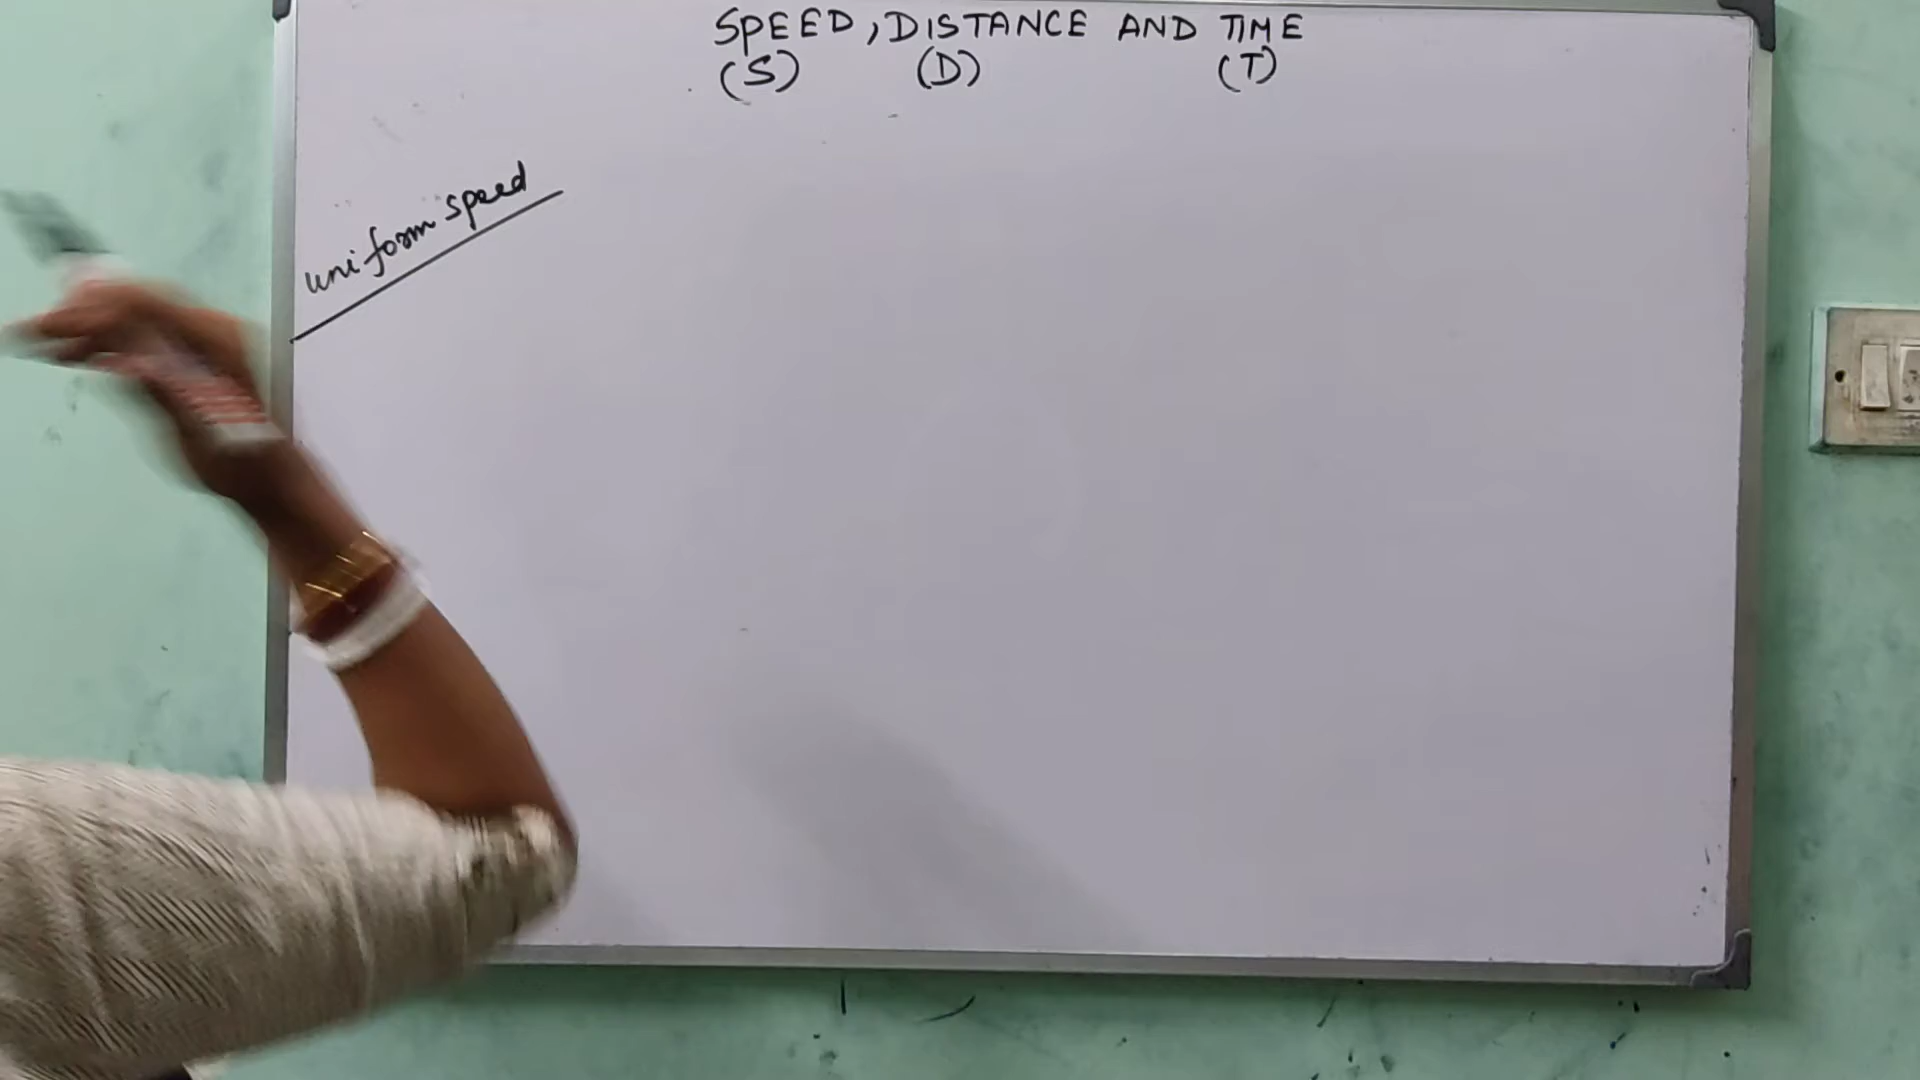 SPEED, DISTANCE AND TIME
(S) (D) (T)
uniform speed